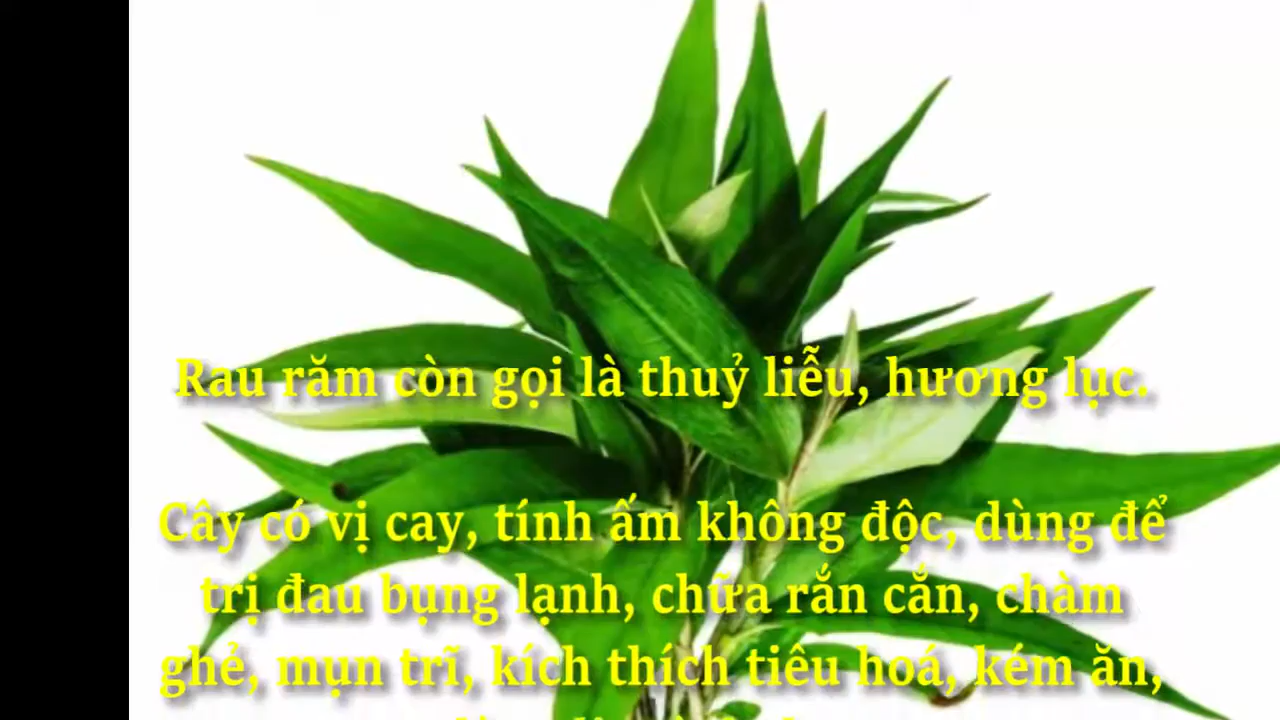 Rau răm còn gọi là thuỷ liễu, hương lục.
Cây có vị cay, tính ấm không độc, dùng để
trị đau bụng lạnh, chữa rắn cắn, chàm
ghẻ, mụn trĩ, kích thích tiêu hoá, kém ăn,